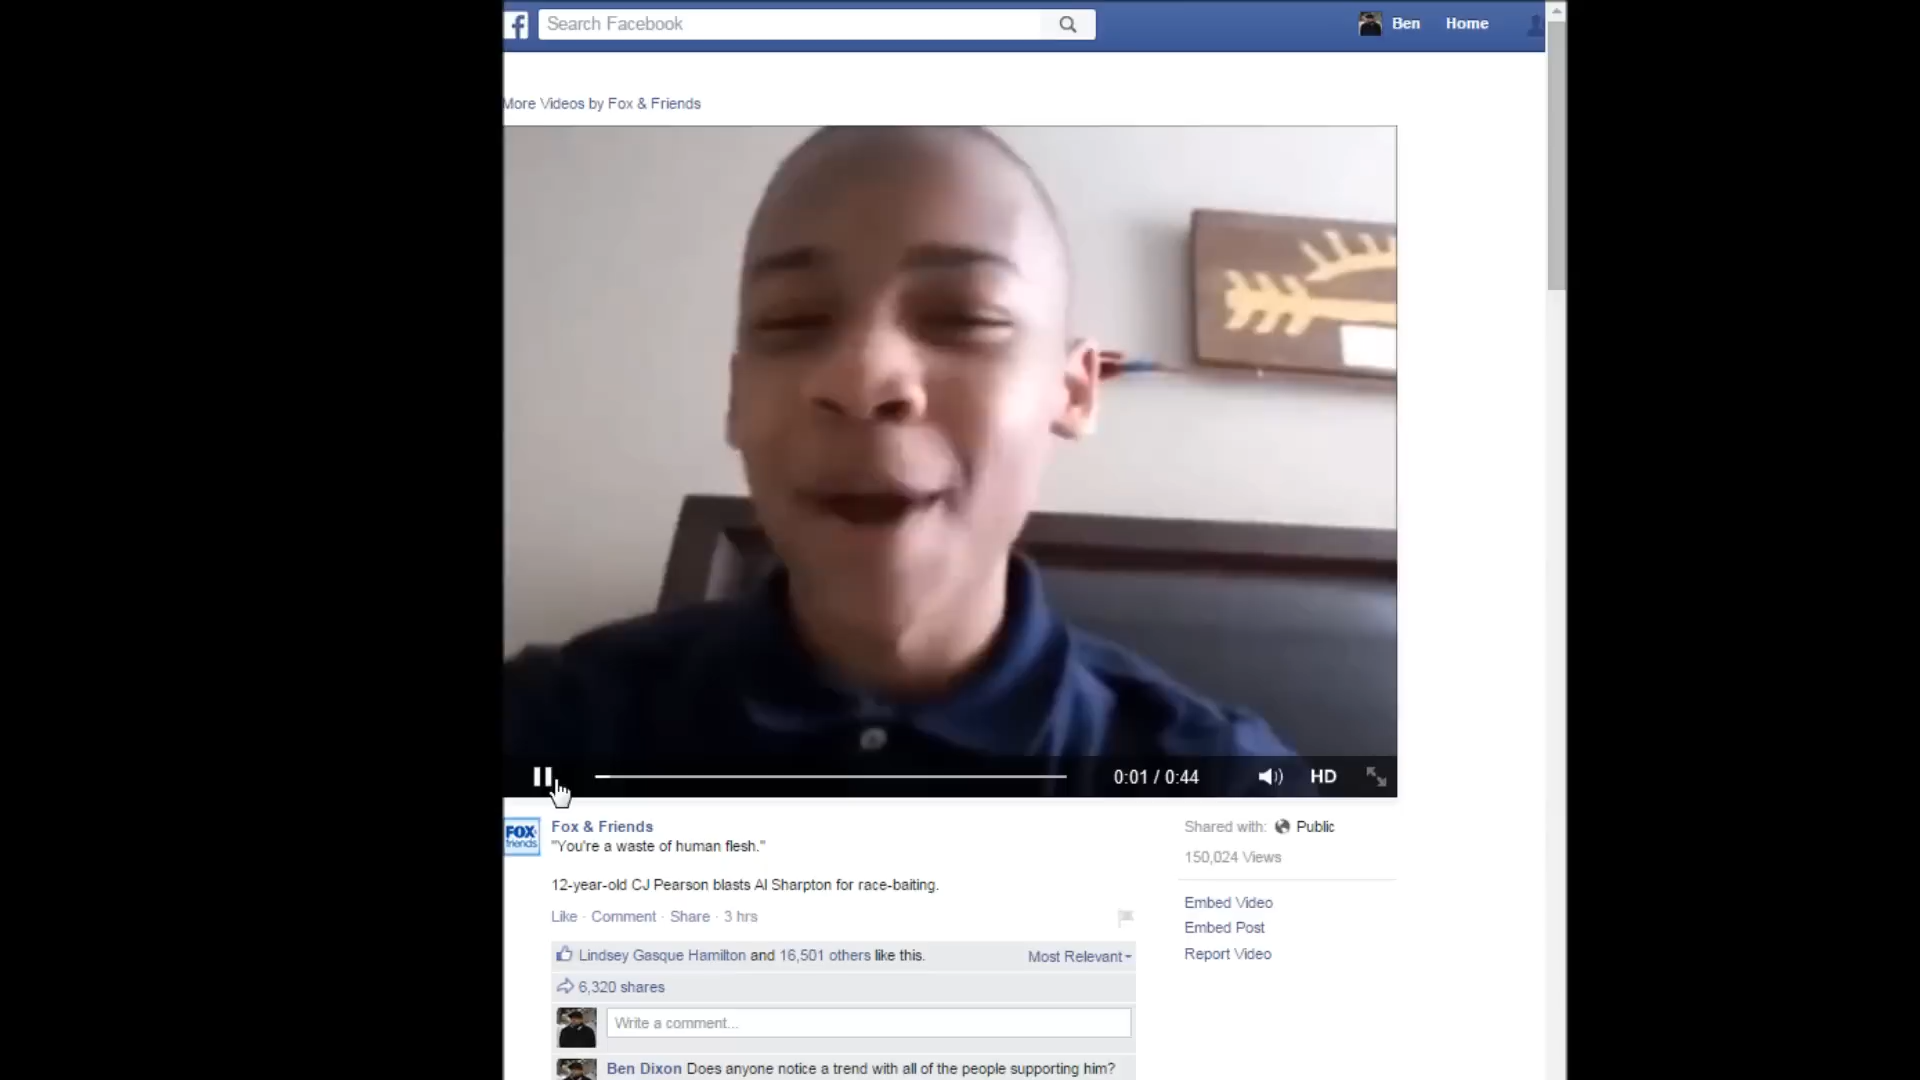 Search Facebook
Ben Home
More Videos by Fox & Friends
0:01 / 0:44 HD
FOX
friends
Fox & Friends
"You're a waste of human flesh."
12-year-old CJ Pearson blasts Al Sharpton for race-baiting.
Like · Comment · Share · 3 hrs
Lindsey Gasque Hamilton and 16,501 others like this.
Most Relevant
6,320 shares
Write a comment...
Ben Dixon Does anyone notice a trend with all of the people supporting him?
Shared with: Public
150,024 Views
Embed Video
Embed Post
Report Video